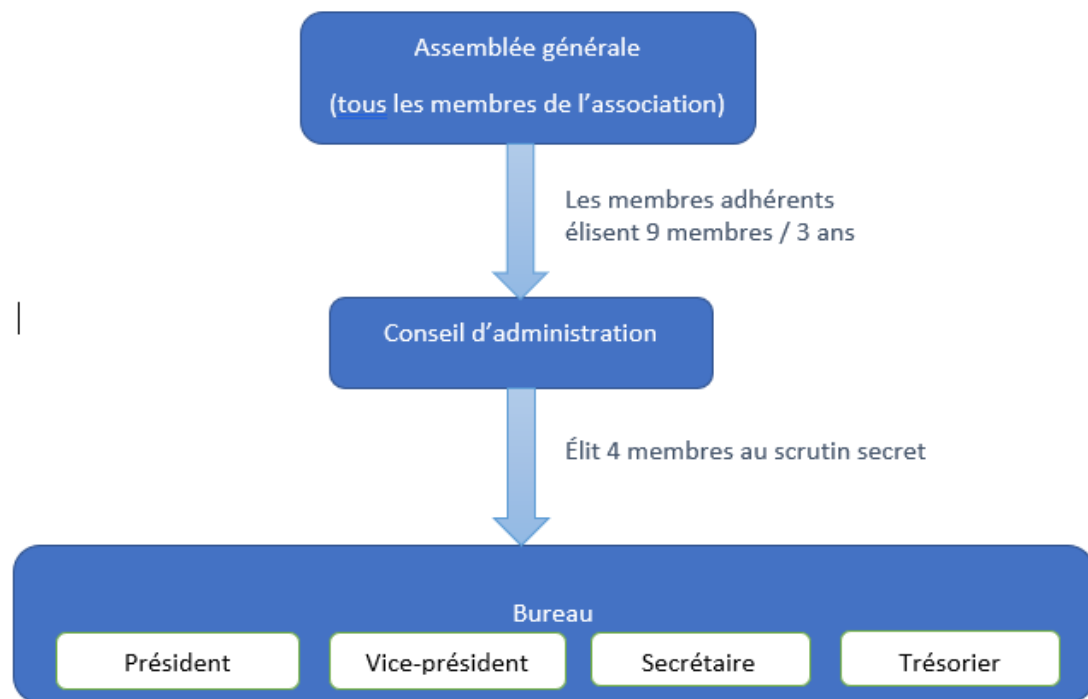 Assemblée générale
(tous les membres de l’association)
Les membres adhérents
élisent 9 membres / 3 ans
Conseil d’administration
Élit 4 membres au scrutin secret
Bureau
Président
Vice-président
Secrétaire
Trésorier